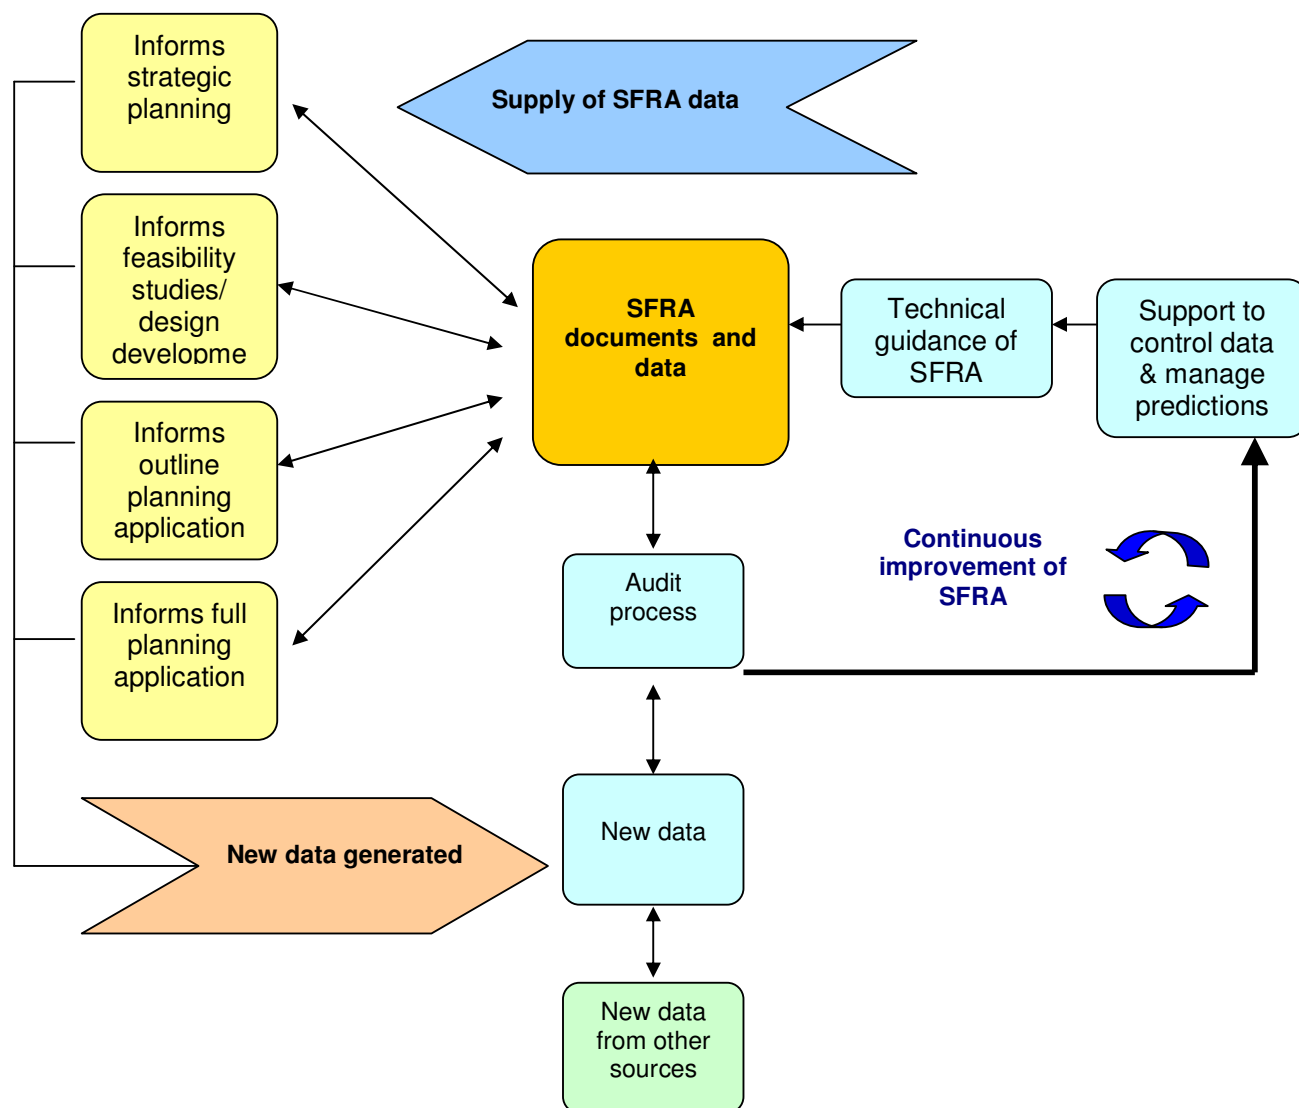 Informs
strategic
planning
Supply of SFRA data
Informs
feasibility
studies/
design
developme
SFRA
documents and
data
Technical
guidance of
SFRA
Support to
control data
& manage
predictions
Informs
outline
planning
application
Continuous
improvement of
SFRA
Audit
process
Informs full
planning
application
New data generated
New data
New data
from other
sources